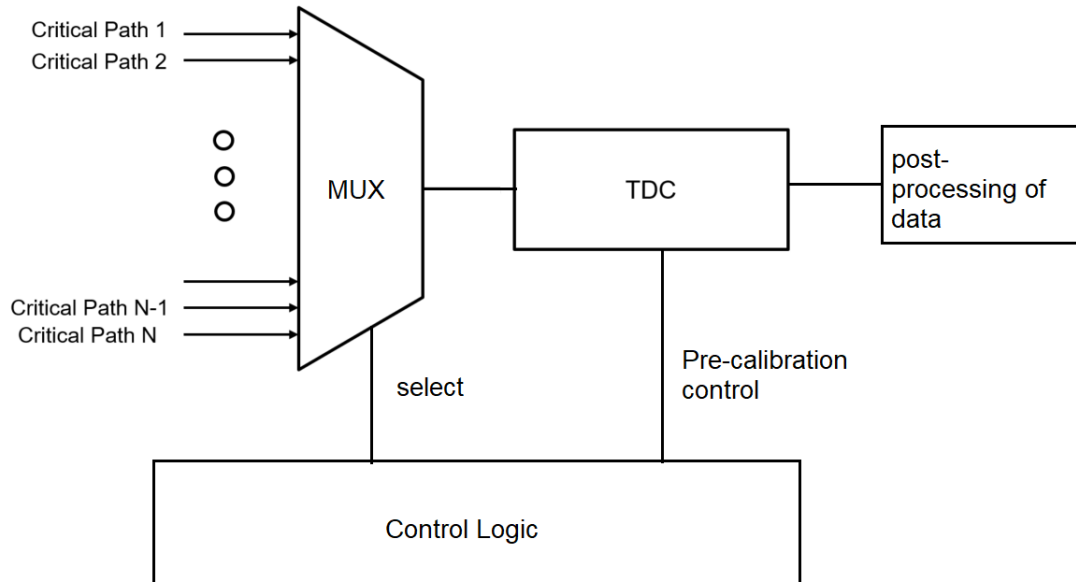 Critical Path 1
Critical Path 2
MUX
TDC
post-
processing of
data
Critical Path N-1
Critical Path N
select
Pre-calibration
control
Control Logic